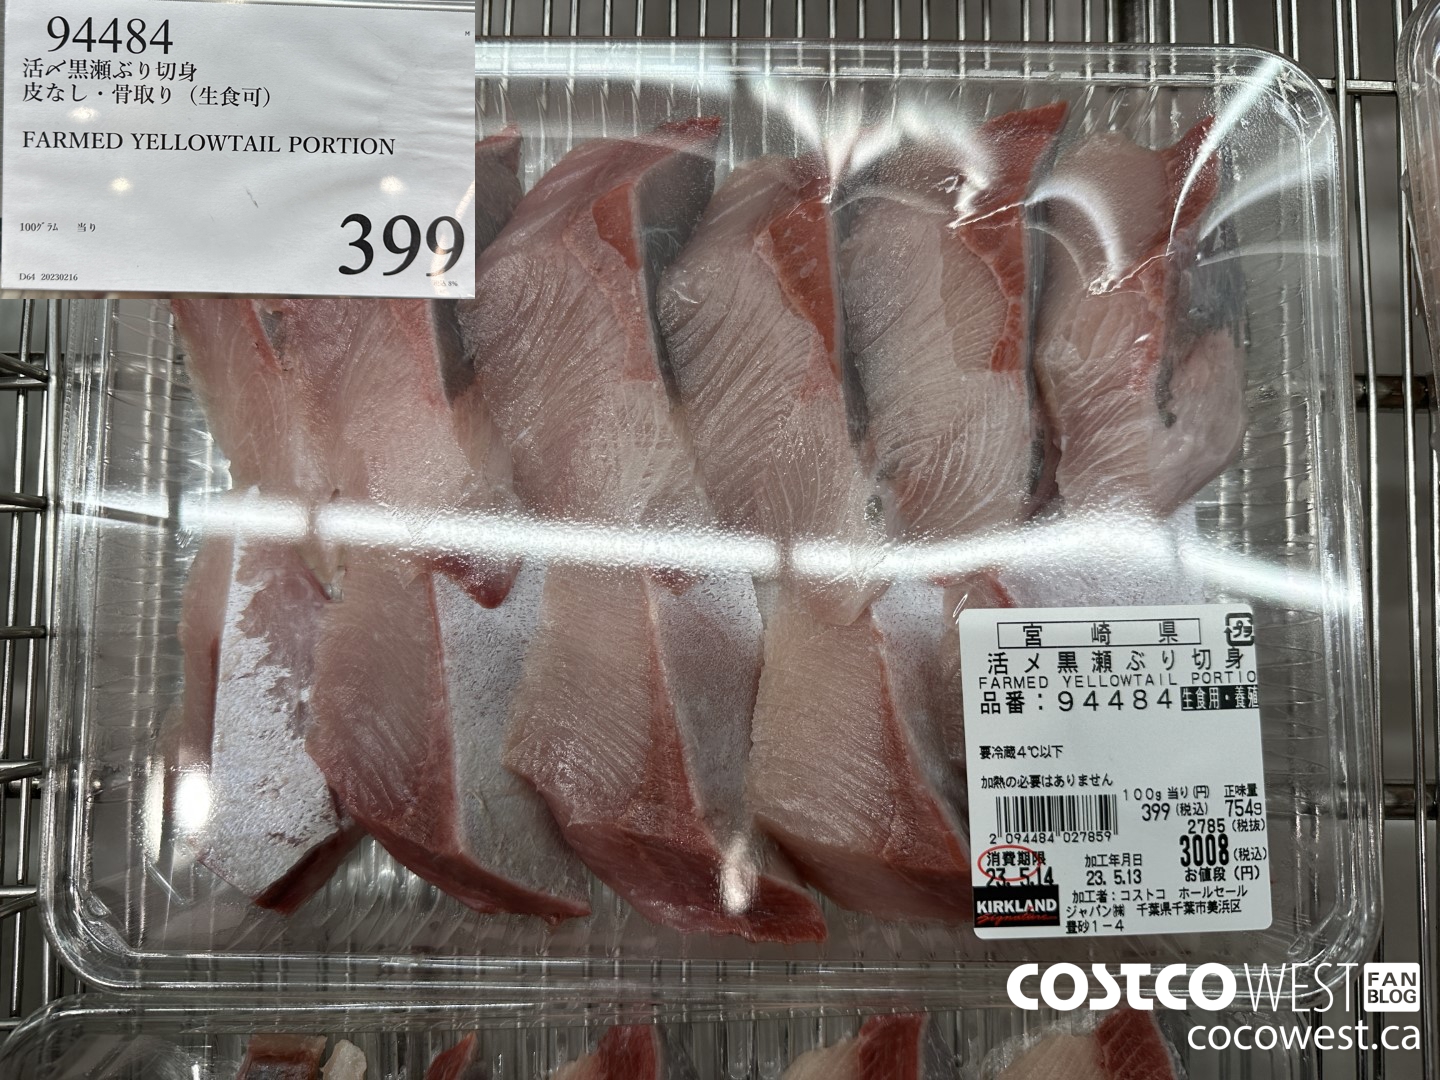 94484
活〆黒瀬ぶり切身
皮なし・骨取り（生食可）
FARMED YELLOWTAIL PORTION
100ｸﾞﾗﾑ 当り
399
D64 20230216
8%
M
宮崎県
プラ
活〆黒瀬ぶり切身
FARMED YELLOWTAIL PORTIO
品番：94484 生食用・養殖
要冷蔵4℃以下
加熱の必要はありません
100g当り(円) 正味量
399(税込) 754g
2 094484 027859
2785(税抜)
3008(税込)
お値段(円)
消費期限 加工年月日
23. 5.14 23. 5.13
KIRKLAND
Signature
加工者：コストコ ホールセール
ジャパン㈱ 千葉県千葉市美浜区
豊砂1－4
COSTCO WEST FAN BLOG
cocowest.ca